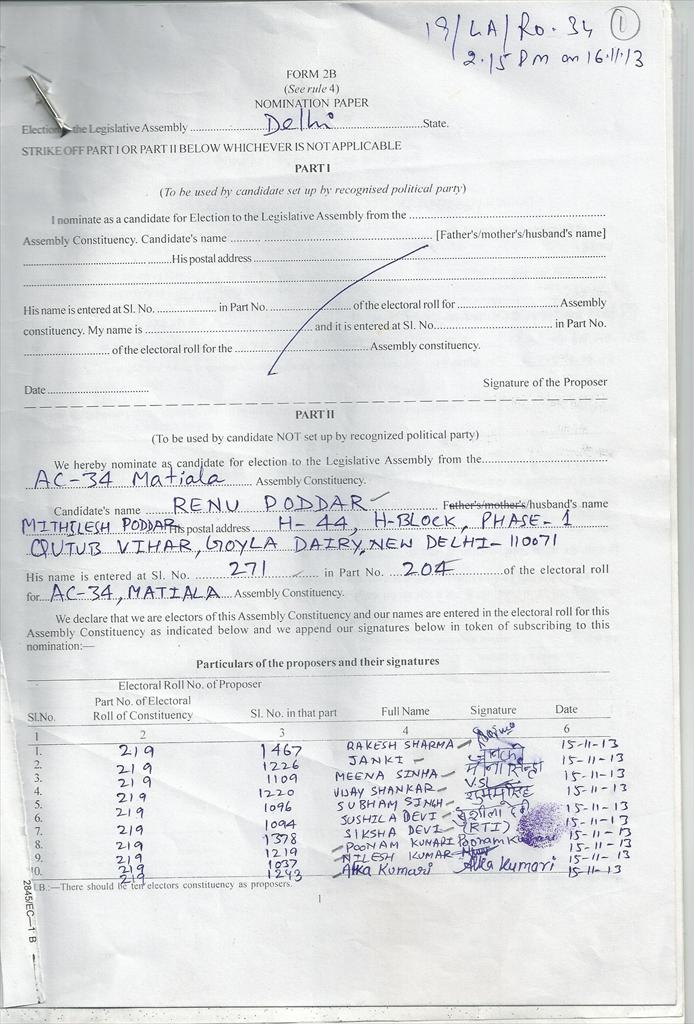 19/LA/RO-34 1
2.15 PM on 16.11.13
FORM 2B
(See rule 4)
NOMINATION PAPER
Election the Legislative Assembly Delhi State.
STRIKE OFF PART I OR PART II BELOW WHICHEVER IS NOT APPLICABLE
PART I
(To be used by candidate set up by recognised political party)
I nominate as a candidate for Election to the Legislative Assembly from the ..........
Assembly Constituency. Candidate's name .......... [Father's/mother's/husband's name]
.......... His postal address ..........
His name is entered at Sl. No. .......... in Part No. .......... of the electoral roll for .......... Assembly
constituency. My name is .......... and it is entered at Sl. No. .......... in Part No.
.......... of the electoral roll for the .......... Assembly constituency.
Date .......... Signature of the Proposer
PART II
(To be used by candidate NOT set up by recognized political party)
We hereby nominate as candidate for election to the Legislative Assembly from the..........
AC-34 Matiala Assembly Constituency.
Candidate's name RENU PODDAR Father's/mother's/husband's name
MITHILESH PODDAR His postal address H-44, H-BLOCK, PHASE-1
QUTUB VIHAR, GOYLA DAIRY, NEW DELHI-110071
His name is entered at Sl. No. 271 in Part No. 204 of the electoral roll
for AC-34, MATIALA Assembly Constituency.
We declare that we are electors of this Assembly Constituency and our names are entered in the electoral roll for this
Assembly Constituency as indicated below and we append our signatures below in token of subscribing to this
nomination:—
Particulars of the proposers and their signatures
Electoral Roll No. of Proposer
Part No. of Electoral
Sl.No. Roll of Constituency Sl. No. in that part Full Name Signature Date
1 2 3 4 6
1. 219 1467 RAKESH SHARMA 15-11-13
2. 219 1226 JANKI 15-11-13
3. 219 1109 MEENA SINHA मीना सिन्हा 15-11-13
4. 219 1220 VIJAY SHANKAR VSL 15-11-13
5. 219 1096 SUBHAM SINGH शुभम सिंह 15-11-13
6. 219 1094 SUSHILA DEVI सुशीला देवी 15-11-13
7. 219 1378 SIKSHA DEVI (RTI) 15-11-13
8. 219 1219 POONAM KUMARI Poonam Kumari 15-11-13
9. 219 1037 NILESH KUMAR 15-11-13
10. 219 1243 Alka Kumari Alka Kumari 15-11-13
N.B.:—There should be ten electors constituency as proposers.
1
2845/EC—1 B